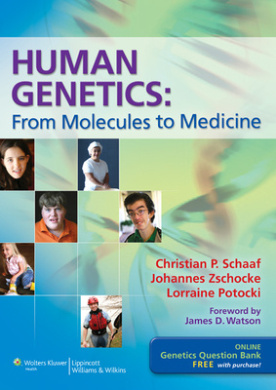 HUMAN
GENETICS:
From Molecules to Medicine
Christian P. Schaaf
Johannes Zschocke
Lorraine Potocki
Foreword by
James D. Watson
ONLINE
Genetics Question Bank
FREE with purchase!
Wolters Kluwer
Health
Lippincott
Williams & Wilkins